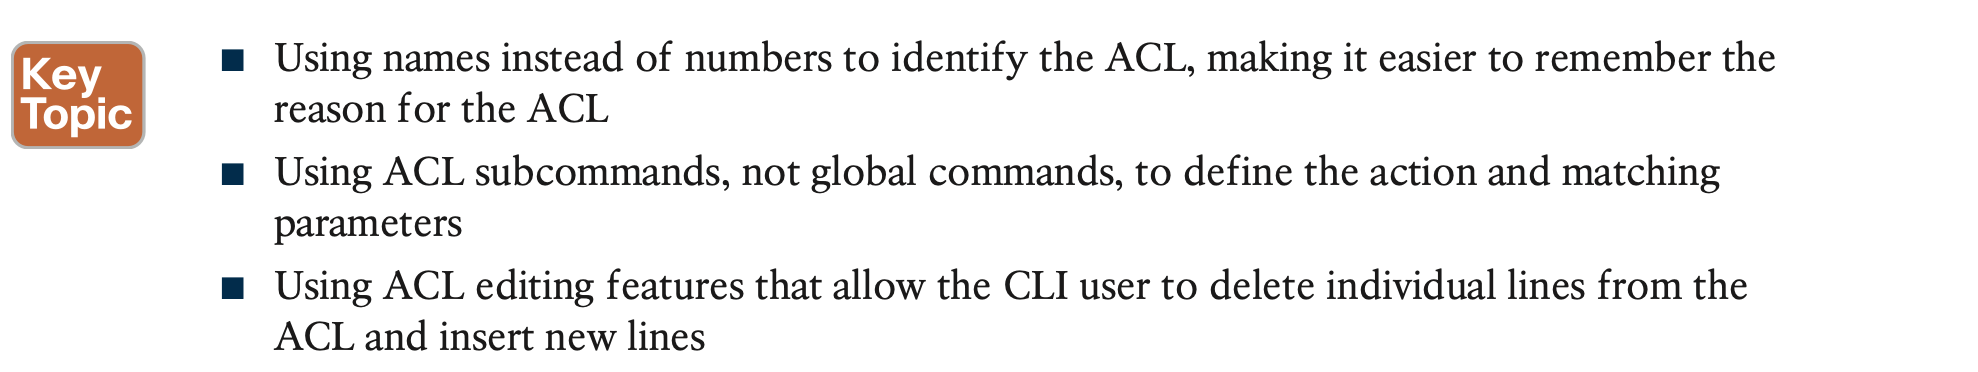 Key
Topic
■ Using names instead of numbers to identify the ACL, making it easier to remember the
reason for the ACL
■ Using ACL subcommands, not global commands, to define the action and matching
parameters
■ Using ACL editing features that allow the CLI user to delete individual lines from the
ACL and insert new lines